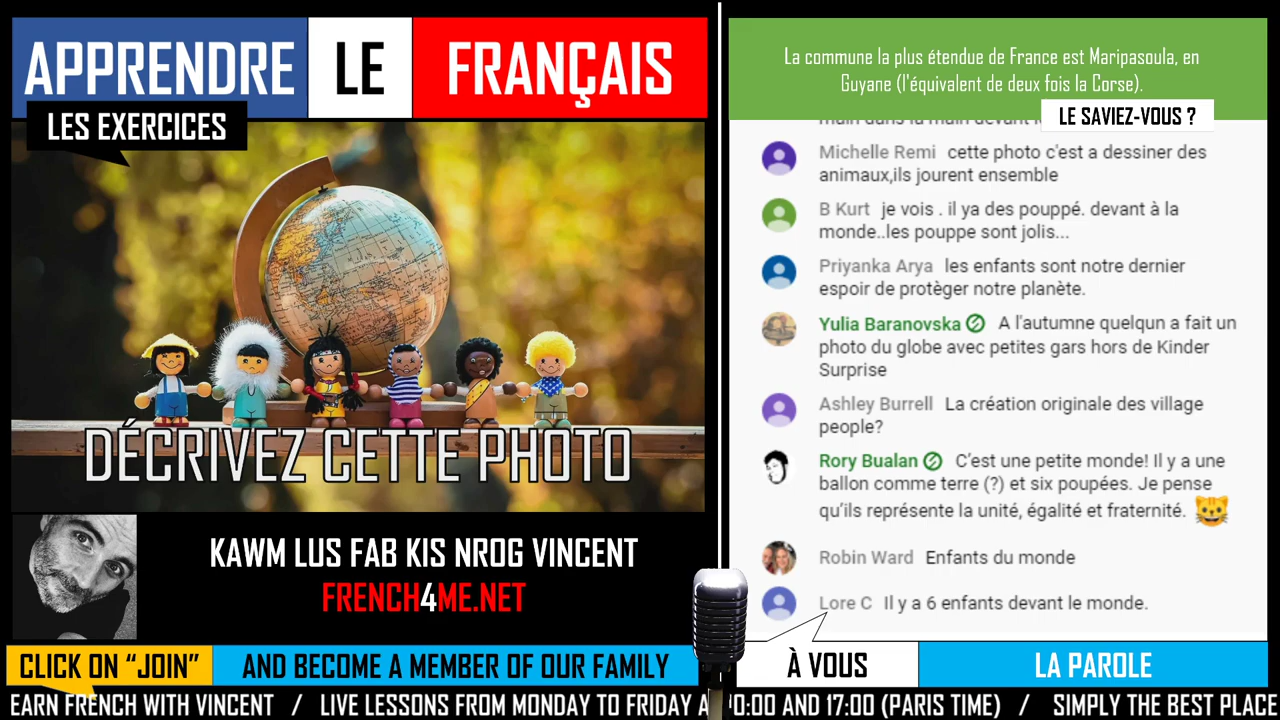 APPRENDRE LE FRANÇAIS
LES EXERCICES
DÉCRIVEZ CETTE PHOTO
KAWM LUS FAB KIS NROG VINCENT
FRENCH4ME.NET
CLICK ON “JOIN” AND BECOME A MEMBER OF OUR FAMILY
La commune la plus étendue de France est Maripasoula, en
Guyane (l'équivalent de deux fois la Corse).
LE SAVIEZ-VOUS ?
main dans la main devant
Michelle Remi cette photo c'est a dessiner des
animaux,ils jourent ensemble
B Kurt je vois . il ya des pouppé. devant à la
monde..les pouppe sont jolis...
Priyanka Arya les enfants sont notre dernier
espoir de protèger notre planète.
Yulia Baranovska A l'autumne quelqun a fait un
photo du globe avec petites gars hors de Kinder
Surprise
Ashley Burrell La création originale des village
people?
Rory Bualan C’est une petite monde! Il y a une
ballon comme terre (?) et six poupées. Je pense
qu’ils représente la unité, égalité et fraternité.
Robin Ward Enfants du monde
Lore C Il y a 6 enfants devant le monde.
À VOUS LA PAROLE
EARN FRENCH WITH VINCENT / LIVE LESSONS FROM MONDAY TO FRIDAY 0:00 AND 17:00 (PARIS TIME) / SIMPLY THE BEST PLACE